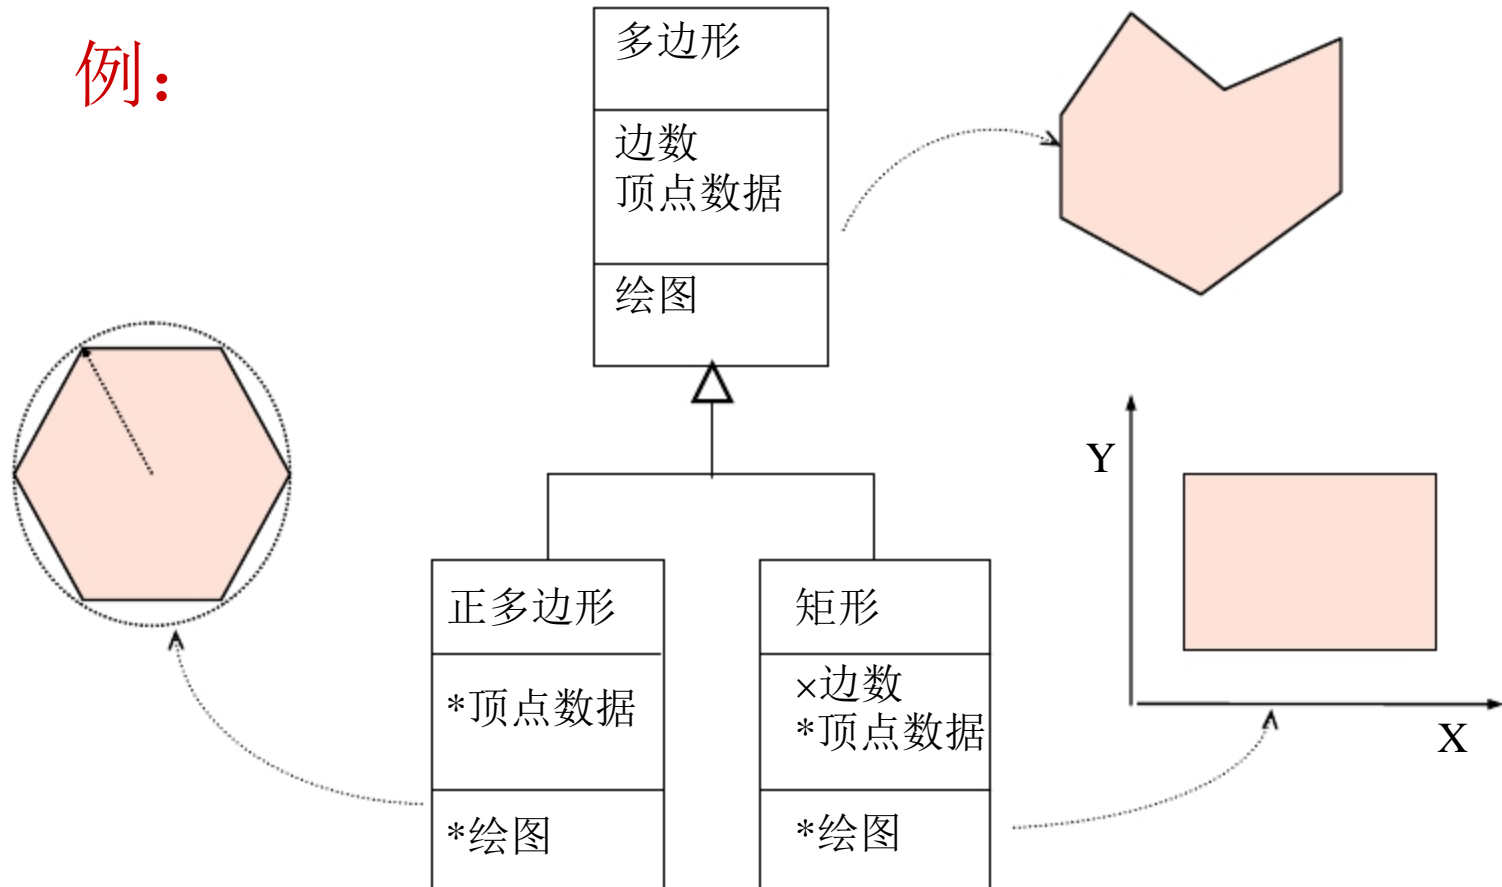 例：
多边形
边数
顶点数据
绘图
Y
X
正多边形
*顶点数据
*绘图
矩形
×边数
*顶点数据
*绘图